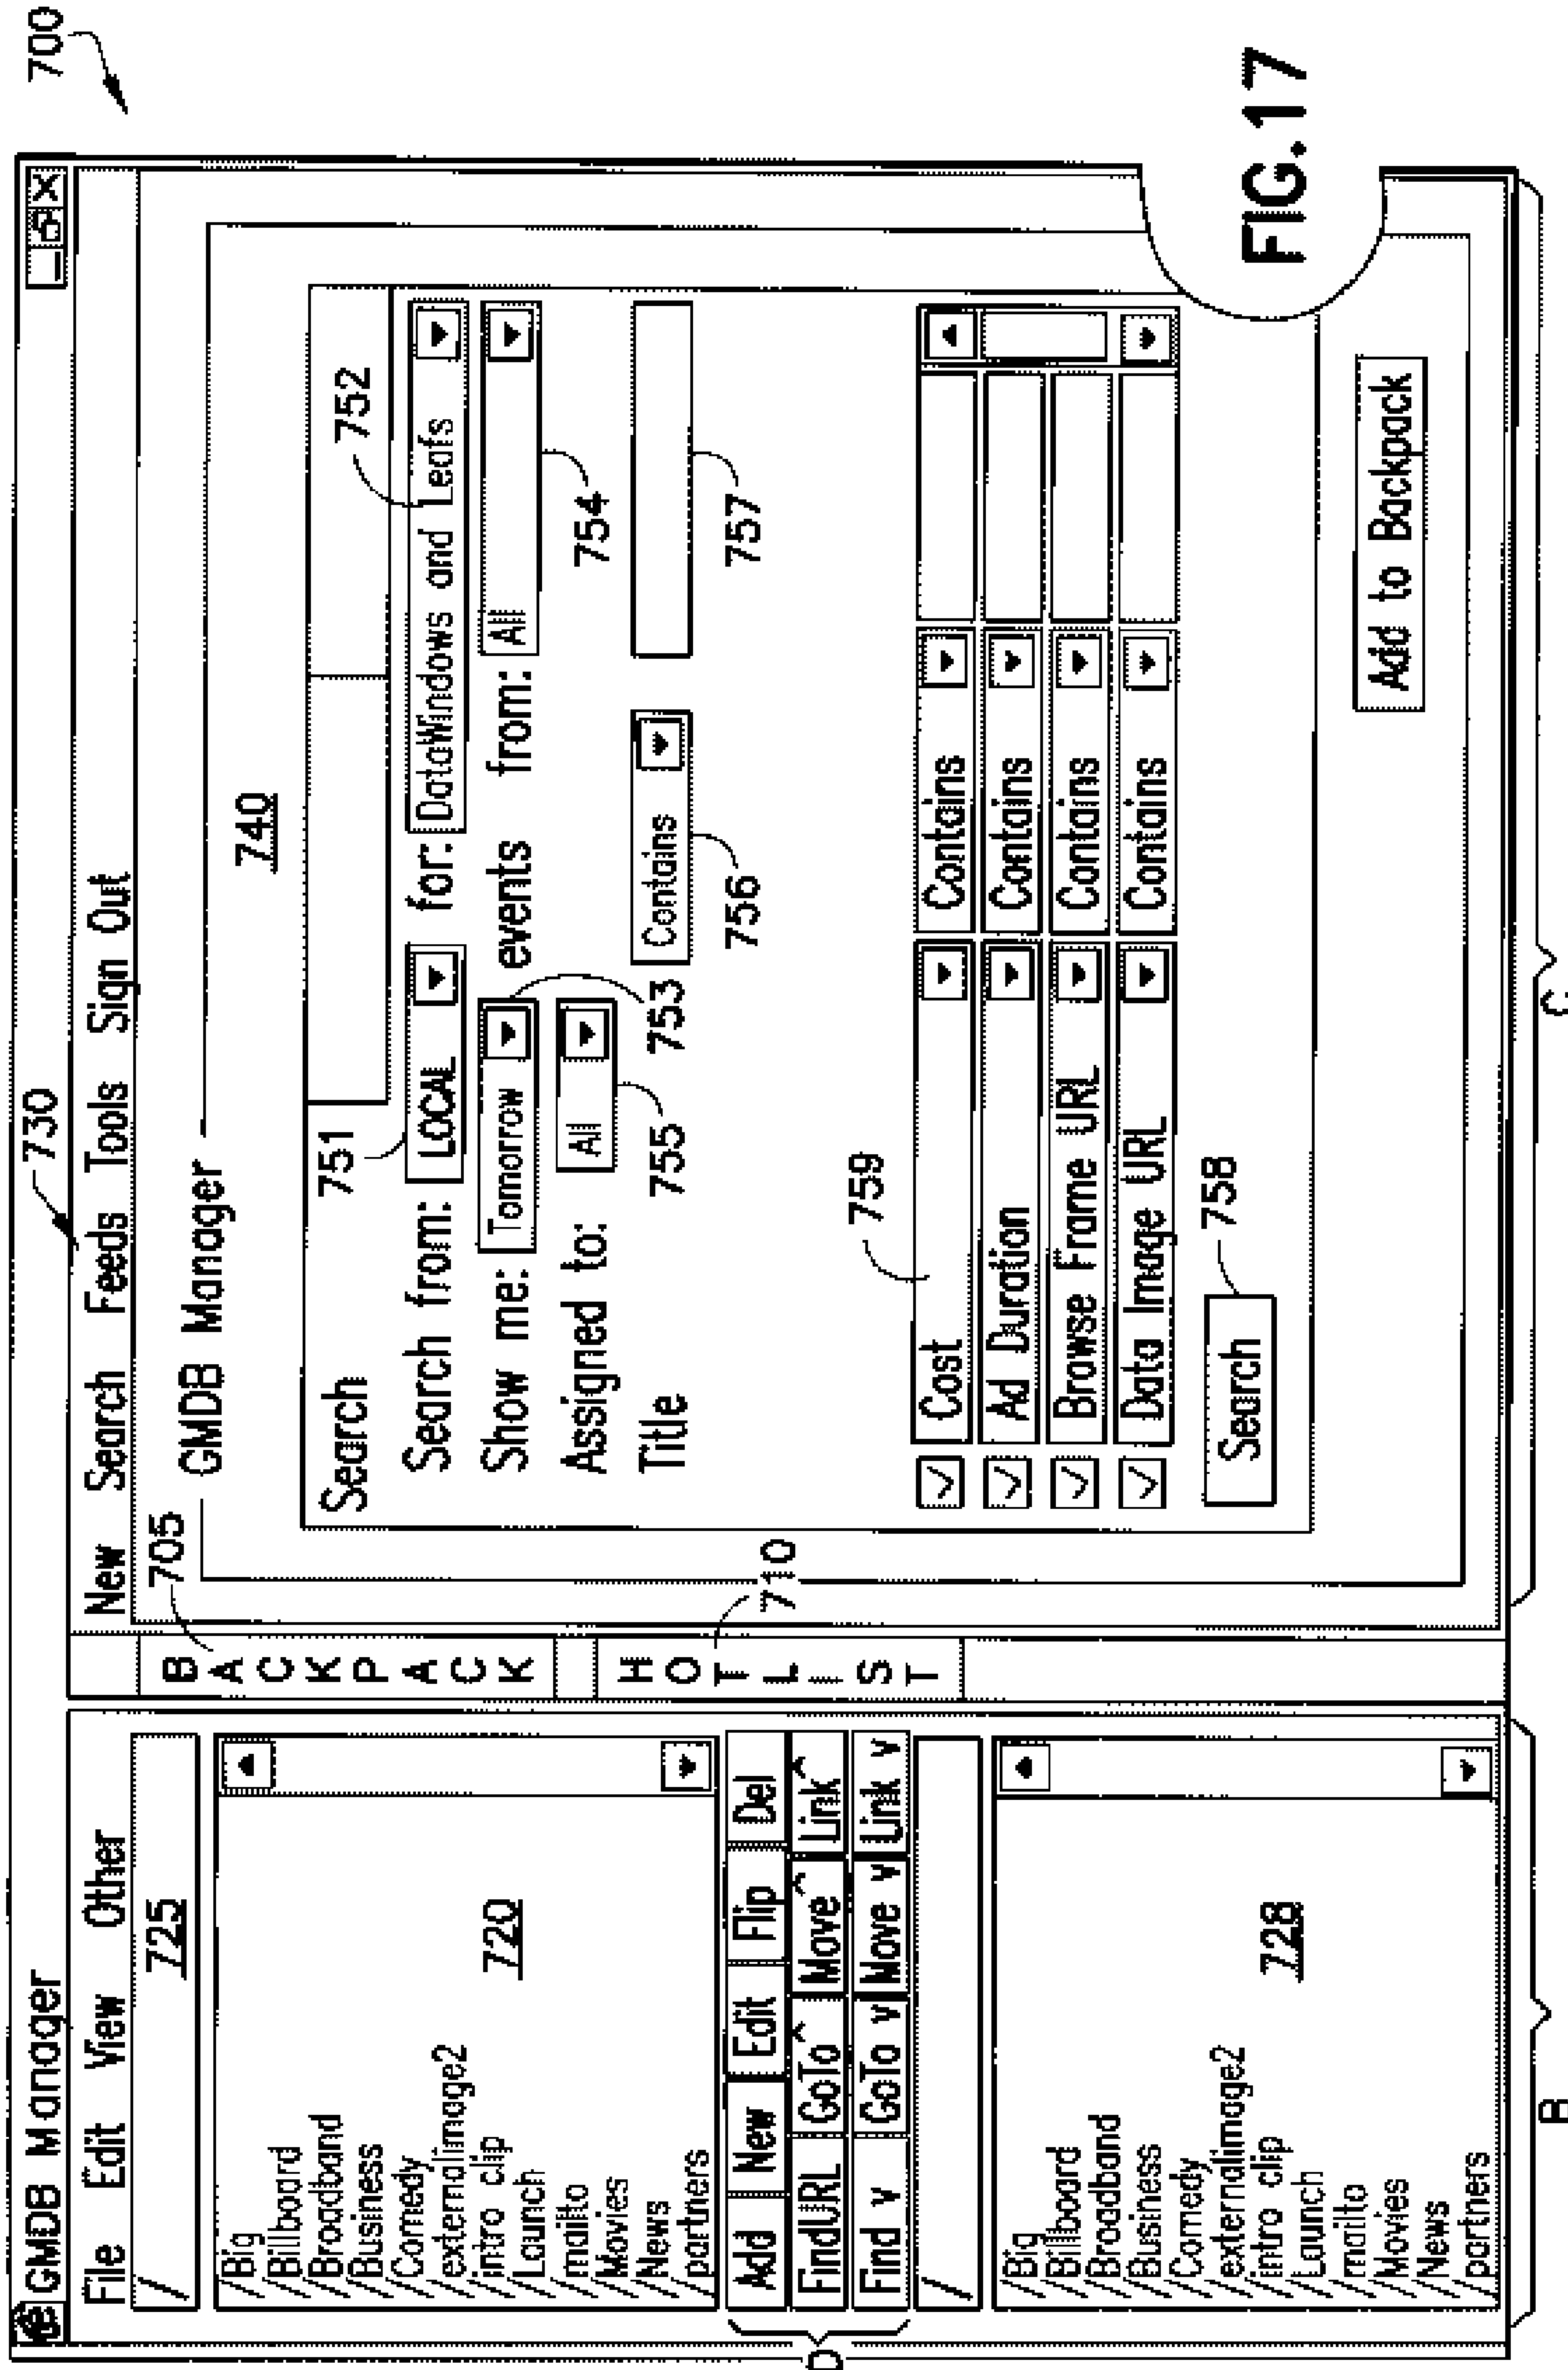 700
GMDB Manager
File Edit View Other
New Search Feeds Tools Sign Out
730
725
/
/Big
/Billboard
/Broadband
/Business
/Comedy
/externalimage2
/intro clip
/Launch
/mailto
/Movies
/News
/partners
720
Add New Edit Flip Del
FindURL GoTo ^ Move ^ Link ^
Find v GoTo v Move v Link v
D
/
/Big
/Billboard
/Broadband
/Business
/Comedy
/externalimage2
/intro clip
/Launch
/mailto
/Movies
/News
/partners
728
B
705
BACKPACK
HOTLIST
710
GMDB Manager
740
Search
751
752
Search from: LOCAL for: DataWindows and Leafs
Show me: Tomorrow events from: All
753
754
Assigned to: All
755
Title Contains
756
757
759
Cost Contains
Ad Duration Contains
Browse Frame URL Contains
Data Image URL Contains
Search
758
Add to Backpack
C
FIG.17